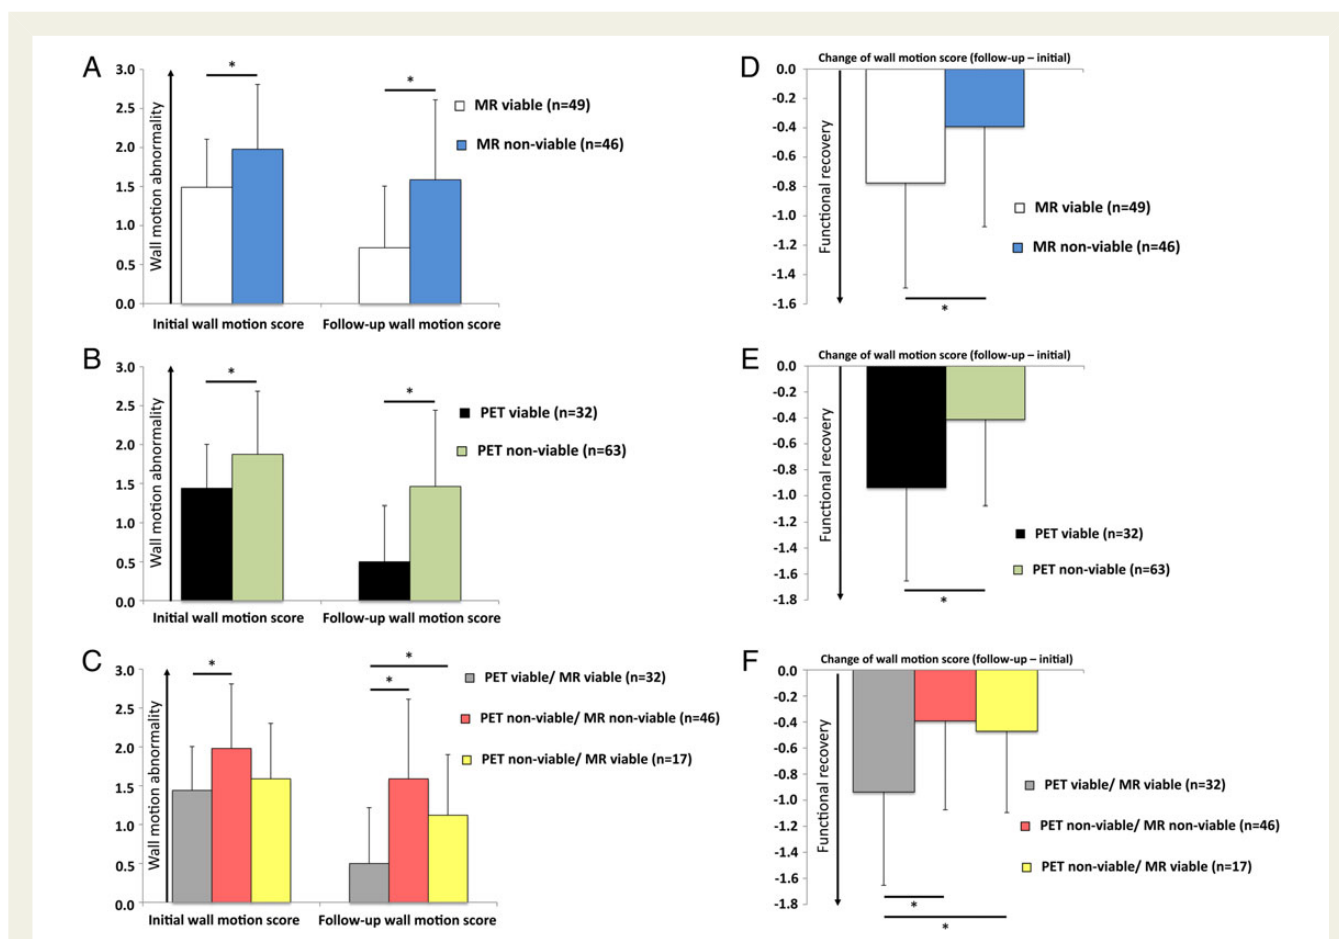 A
3.0
2.5
2.0
1.5
1.0
0.5
0.0
Wall motion abnormality
*
*
MR viable (n=49)
MR non-viable (n=46)
Initial wall motion score
Follow-up wall motion score
D
Change of wall motion score (follow-up – initial)
0.0
-0.2
-0.4
-0.6
-0.8
-1.0
-1.2
-1.4
-1.6
Functional recovery
MR viable (n=49)
MR non-viable (n=46)
*
B
3.0
2.5
2.0
1.5
1.0
0.5
0.0
Wall motion abnormality
*
*
PET viable (n=32)
PET non-viable (n=63)
Initial wall motion score
Follow-up wall motion score
E
Change of wall motion score (follow-up – initial)
0.0
-0.2
-0.4
-0.6
-0.8
-1.0
-1.2
-1.4
-1.6
-1.8
Functional recovery
PET viable (n=32)
PET non-viable (n=63)
*
C
3.0
2.5
2.0
1.5
1.0
0.5
0.0
Wall motion abnormality
*
*
*
PET viable/ MR viable (n=32)
PET non-viable/ MR non-viable (n=46)
PET non-viable/ MR viable (n=17)
Initial wall motion score
Follow-up wall motion score
F
Change of wall motion score (follow-up – initial)
0.0
-0.2
-0.4
-0.6
-0.8
-1.0
-1.2
-1.4
-1.6
-1.8
Functional recovery
PET viable/ MR viable (n=32)
PET non-viable/ MR non-viable (n=46)
PET non-viable/ MR viable (n=17)
*
*